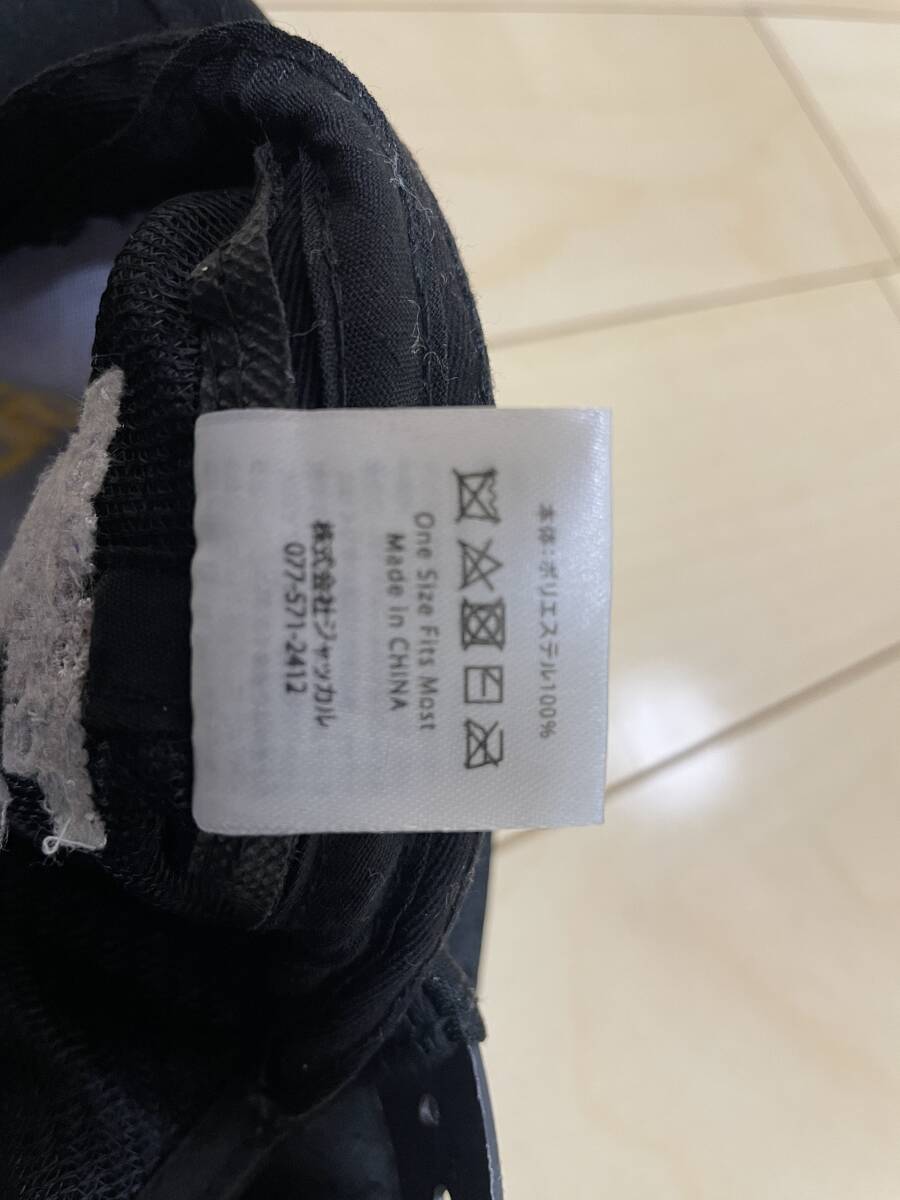 本体：ポリエステル100%
One Size Fits Most
Made in CHINA
株式会社ジャッカル
077-571-2412